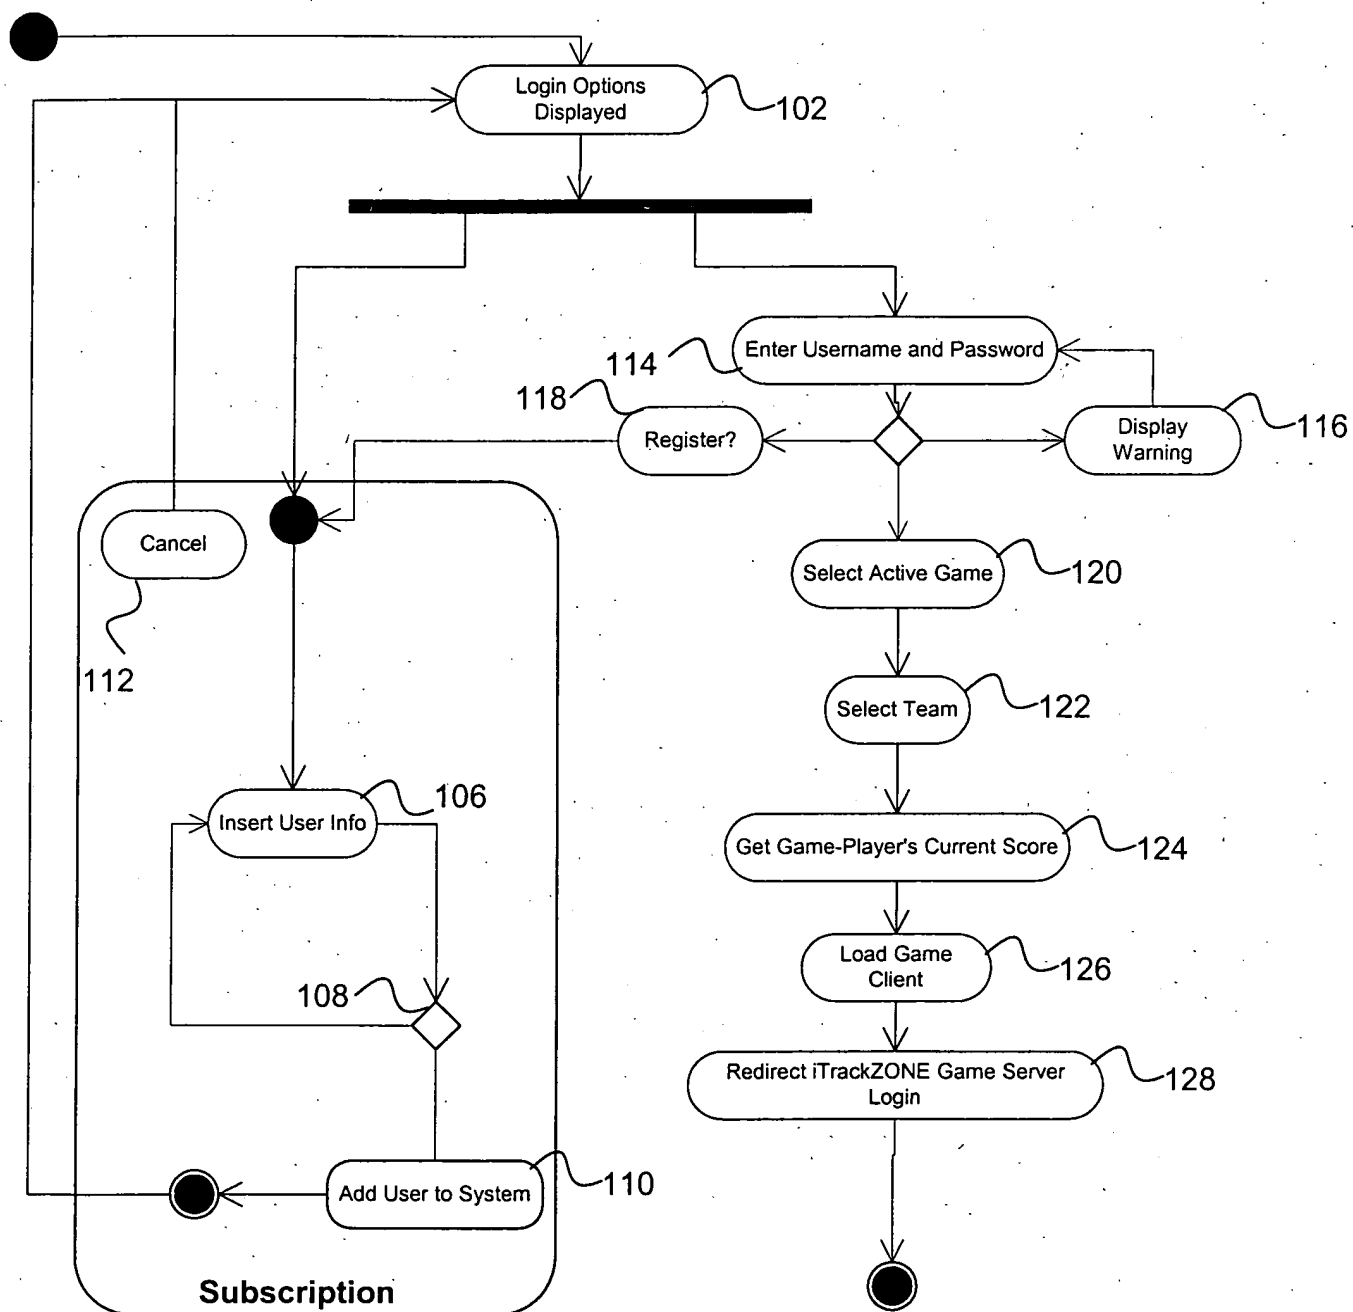 Login Options
Displayed
102
Enter Username and Password
114
118
Register?
Display
Warning
116
Cancel
112
Select Active Game
120
Select Team
122
Insert User Info
106
Get Game-Player's Current Score
124
Load Game
Client
126
108
Redirect iTrackZONE Game Server
Login
128
Add User to System
110
Subscription